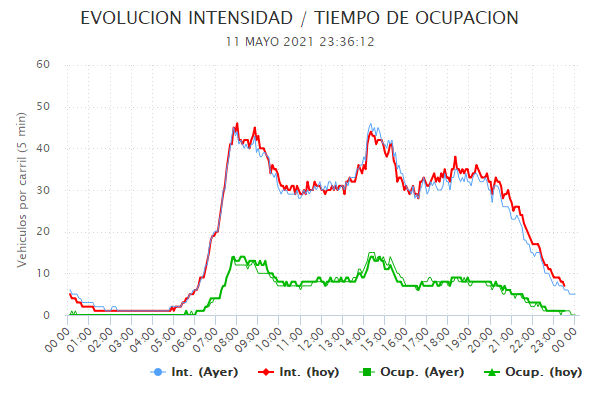 EVOLUCION INTENSIDAD / TIEMPO DE OCUPACION
11 MAYO 2021 23:36:12
Vehículos por carril (5 min)
60
50
40
30
20
10
0
00:00 01:00 02:00 03:00 04:00 05:00 06:00 07:00 08:00 09:00 10:00 11:00 12:00 13:00 14:00 15:00 16:00 17:00 18:00 19:00 20:00 21:00 22:00 23:00 00:00
Int. (Ayer) Int. (hoy) Ocup. (Ayer) Ocup. (hoy)